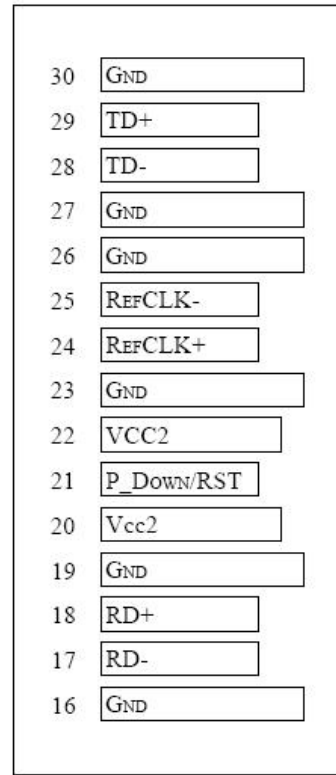 30 GND
29 TD+
28 TD-
27 GND
26 GND
25 REFCLK-
24 REFCLK+
23 GND
22 VCC2
21 P_DOWN/RST
20 Vcc2
19 GND
18 RD+
17 RD-
16 GND